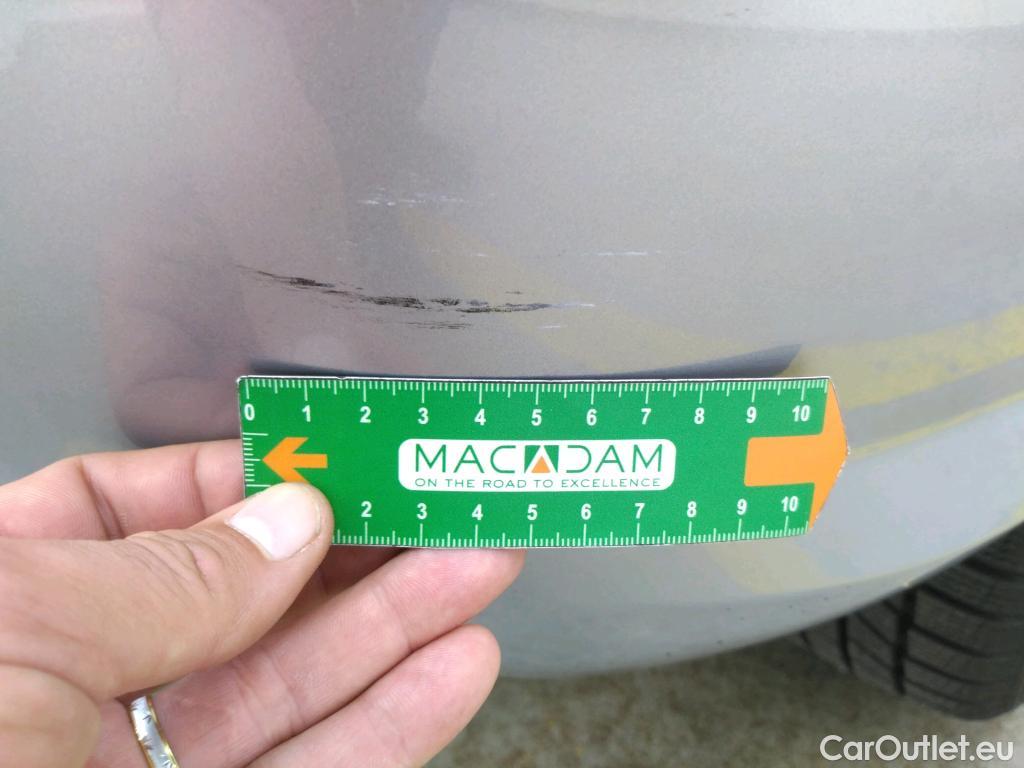 0 1 2 3 4 5 6 7 8 9 10
MACADAM
ON THE ROAD TO EXCELLENCE
2 3 4 5 6 7 8 9 10
CarOutlet.eu